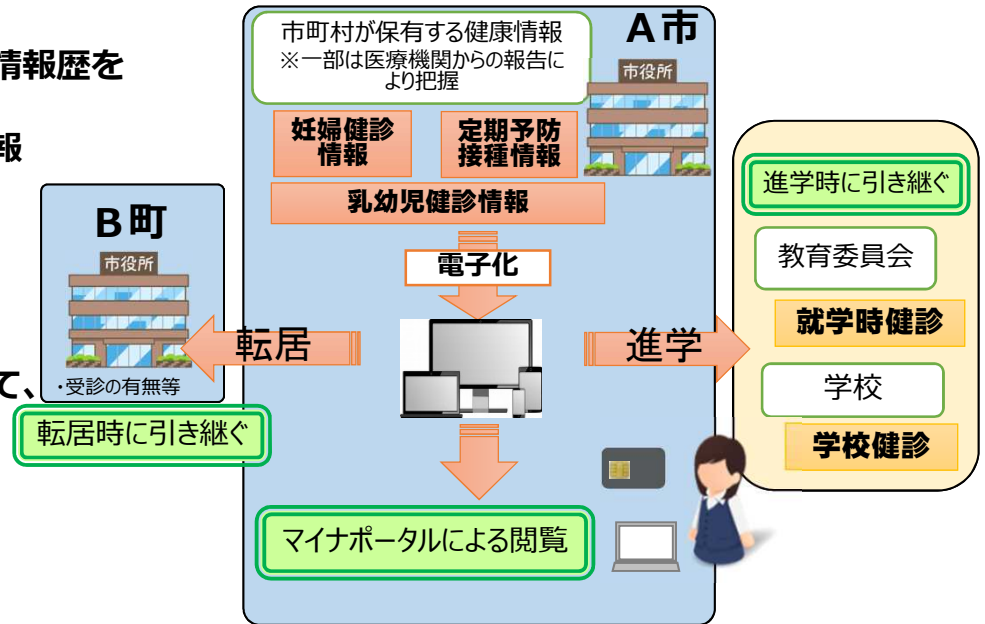 情報歴を
報
て、
A市
市町村が保有する健康情報
※一部は医療機関からの報告に
より把握
市役所
妊婦健診
情報
定期予防
接種情報
乳幼児健診情報
電子化
B町
市役所
・受診の有無等
転居時に引き継ぐ
転居
進学
進学時に引き継ぐ
教育委員会
就学時健診
学校
学校健診
マイナポータルによる閲覧